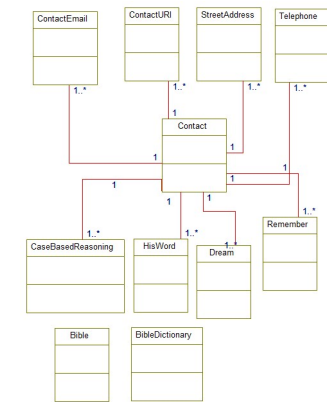 ContactEmail
ContactURI
StreetAddress
Telephone
1..*
1..*
1..*
1..*
1
Contact
1
1
1
1
1
1
1
1..*
1..*
1..*
1..*
CaseBasedReasoning
HisWord
Dream
Remember
Bible
BibleDictionary